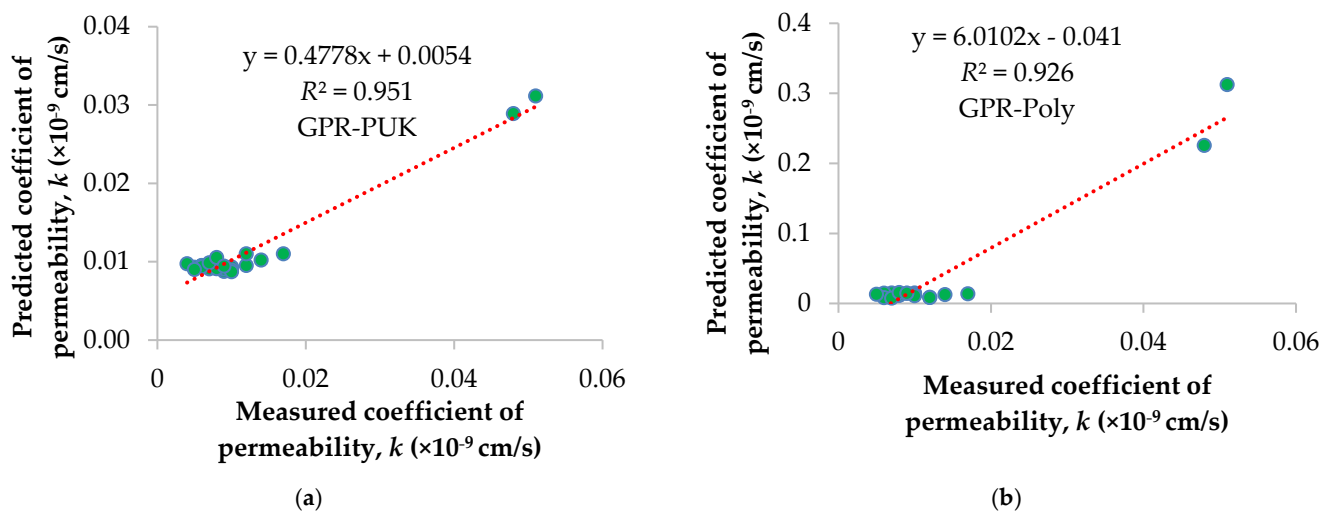 Predicted coefficient of
permeability, k (×10⁻⁹ cm/s)
0.04
0.03
0.02
0.01
0.00
y = 0.4778x + 0.0054
R² = 0.951
GPR-PUK
0
0.02
0.04
0.06
Measured coefficient of
permeability, k (×10⁻⁹ cm/s)
(a)
Predicted coefficient of
permeability, k (×10⁻⁹ cm/s)
0.4
0.3
0.2
0.1
0
y = 6.0102x - 0.041
R² = 0.926
GPR-Poly
0
0.02
0.04
0.06
Measured coefficient of
permeability, k (×10⁻⁹ cm/s)
(b)